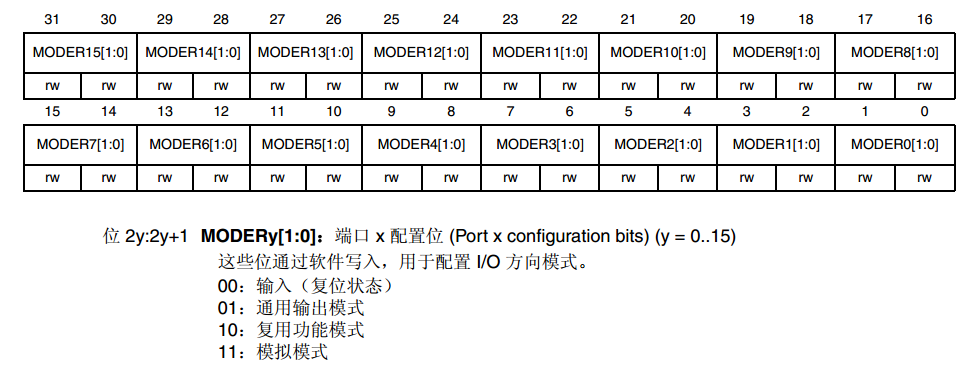 31 30 29 28 27 26 25 24 23 22 21 20 19 18 17 16
MODER15[1:0] MODER14[1:0] MODER13[1:0] MODER12[1:0] MODER11[1:0] MODER10[1:0] MODER9[1:0] MODER8[1:0]
rw rw rw rw rw rw rw rw rw rw rw rw rw rw rw rw
15 14 13 12 11 10 9 8 7 6 5 4 3 2 1 0
MODER7[1:0] MODER6[1:0] MODER5[1:0] MODER4[1:0] MODER3[1:0] MODER2[1:0] MODER1[1:0] MODER0[1:0]
rw rw rw rw rw rw rw rw rw rw rw rw rw rw rw rw
位 2y:2y+1 MODERy[1:0]：端口 x 配置位 (Port x configuration bits) (y = 0..15)
这些位通过软件写入，用于配置 I/O 方向模式。
00：输入（复位状态）
01：通用输出模式
10：复用功能模式
11：模拟模式